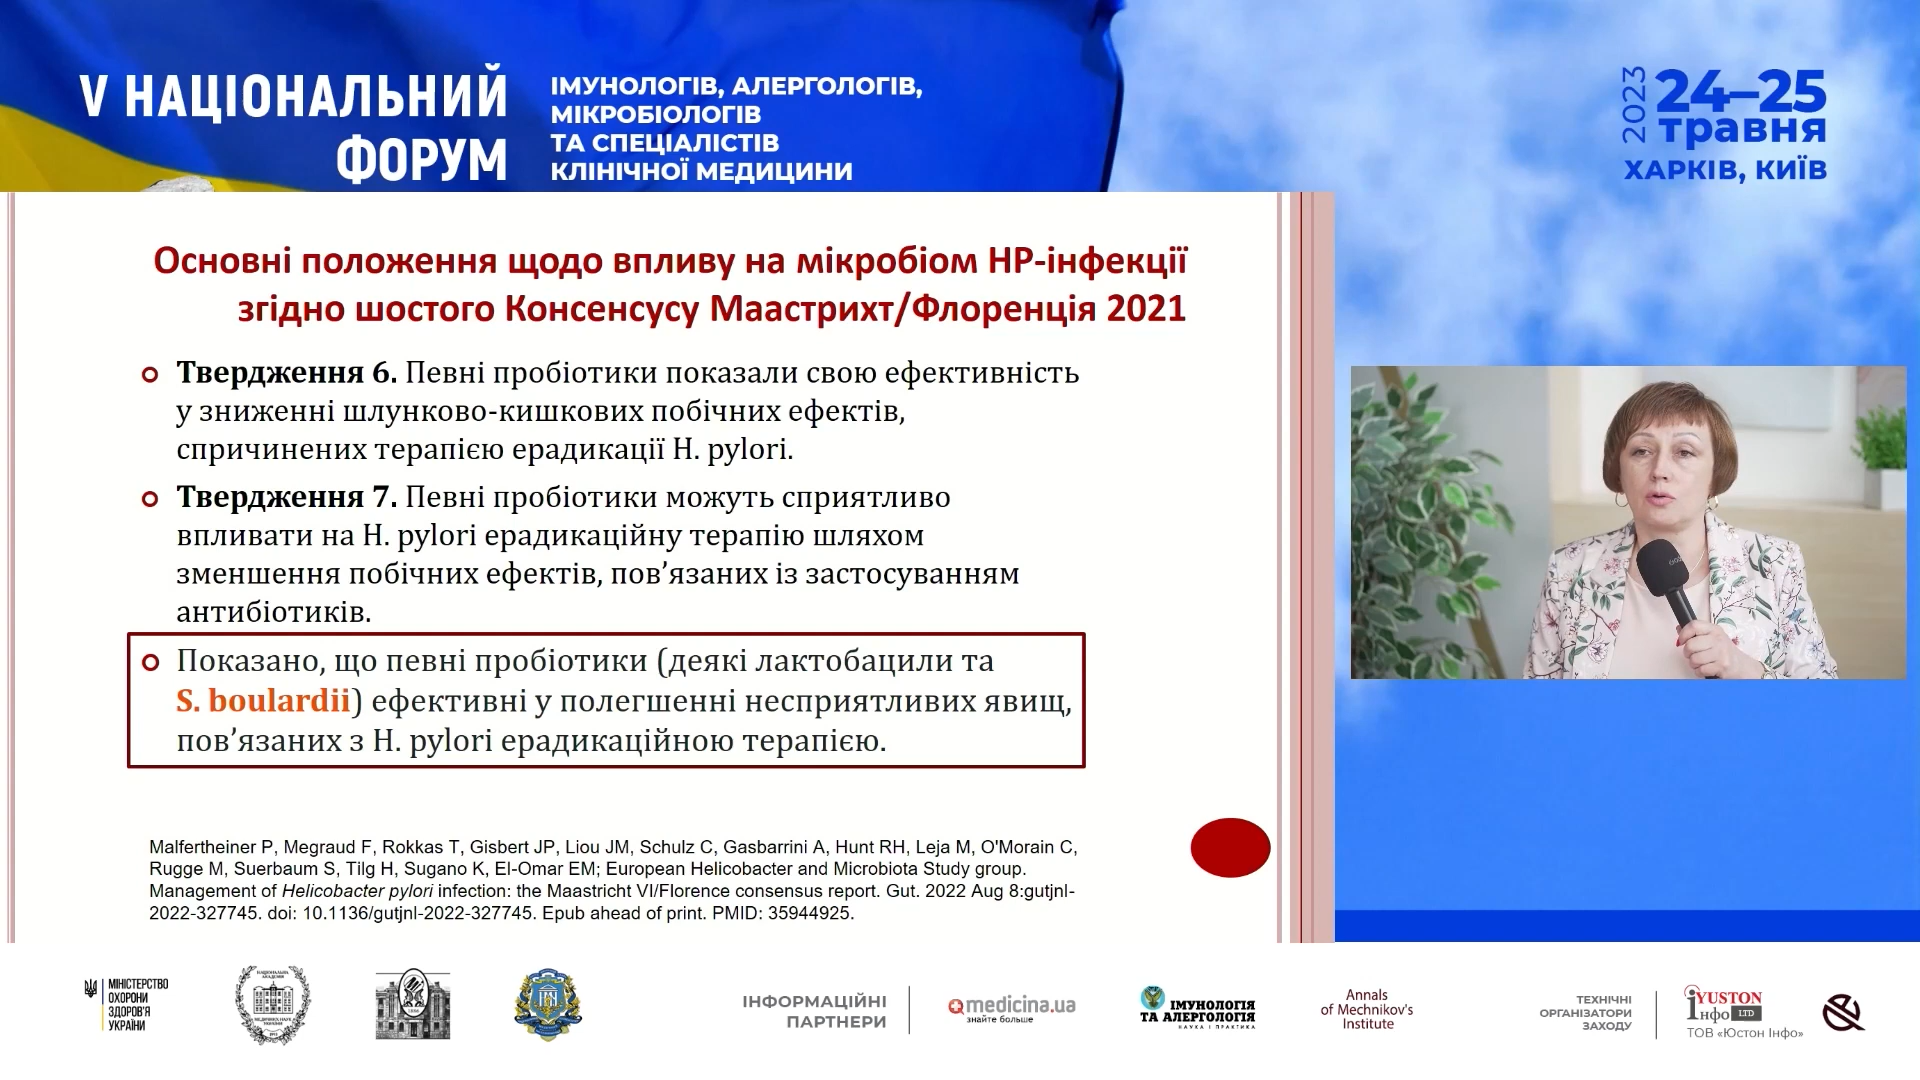 V НАЦІОНАЛЬНИЙ
ФОРУМ
ІМУНОЛОГІВ, АЛЕРГОЛОГІВ,
МІКРОБІОЛОГІВ
ТА СПЕЦІАЛІСТІВ
КЛІНІЧНОЇ МЕДИЦИНИ
2023
24–25
травня
ХАРКІВ, КИЇВ
Основні положення щодо впливу на мікробіом НР-інфекції
згідно шостого Консенсусу Маастрихт/Флоренція 2021
Твердження 6. Певні пробіотики показали свою ефективність
у зниженні шлунково-кишкових побічних ефектів,
спричинених терапією ерадикації H. pylori.
Твердження 7. Певні пробіотики можуть сприятливо
впливати на H. pylori ерадикаційну терапію шляхом
зменшення побічних ефектів, пов’язаних із застосуванням
антибіотиків.
Показано, що певні пробіотики (деякі лактобацили та
S. boulardii) ефективні у полегшенні несприятливих явищ,
пов’язаних з H. pylori ерадикаційною терапією.
Malfertheiner P, Megraud F, Rokkas T, Gisbert JP, Liou JM, Schulz C, Gasbarrini A, Hunt RH, Leja M, O'Morain C,
Rugge M, Suerbaum S, Tilg H, Sugano K, El-Omar EM; European Helicobacter and Microbiota Study group.
Management of Helicobacter pylori infection: the Maastricht VI/Florence consensus report. Gut. 2022 Aug 8:gutjnl-
2022-327745. doi: 10.1136/gutjnl-2022-327745. Epub ahead of print. PMID: 35944925.
МІНІСТЕРСТВО
ОХОРОНИ
ЗДОРОВ'Я
УКРАЇНИ
НАЦІОНАЛЬНА
АКАДЕМІЯ
МЕДИЧНИХ НАУК
ІНФОРМАЦІЙНІ
ПАРТНЕРИ
medicina.ua
знайте больше
ІМУНОЛОГІЯ
ТА АЛЕРГОЛОГІЯ
НАУКА І ПРАКТИКА
Annals
of Mechnikov's
Institute
ТЕХНІЧНІ
ОРГАНІЗАТОРИ
ЗАХОДУ
YUSTON
Інфо LTD
ТОВ «Юстон Інфо»